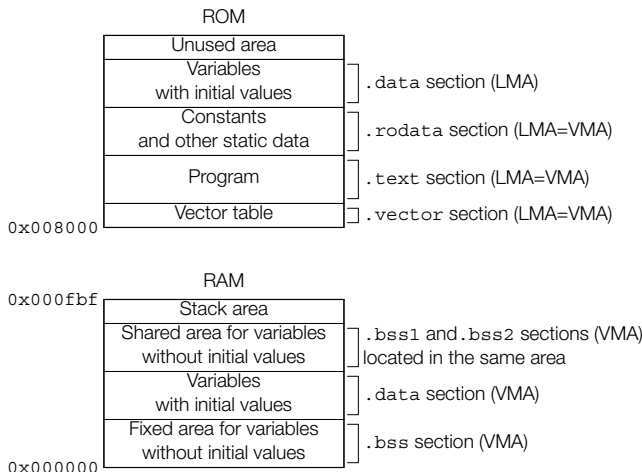 ROM
Unused area
Variables
with initial values
.data section (LMA)
Constants
and other static data
.rodata section (LMA=VMA)
Program
.text section (LMA=VMA)
Vector table
.vector section (LMA=VMA)
0x008000
RAM
0x000fbf
Stack area
Shared area for variables
without initial values
.bss1 and .bss2 sections (VMA)
located in the same area
Variables
with initial values
.data section (VMA)
Fixed area for variables
without initial values
.bss section (VMA)
0x000000